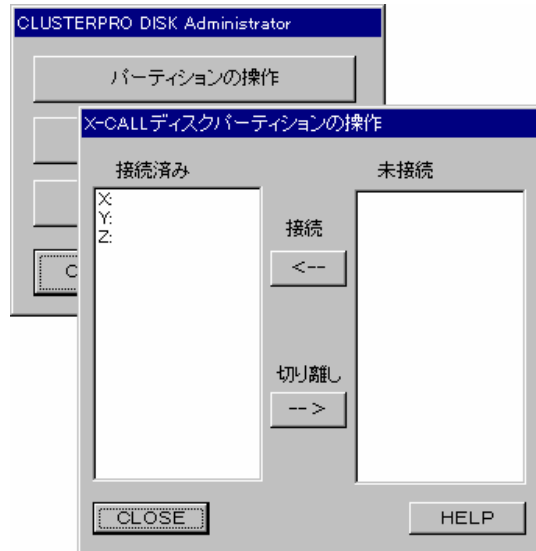 CLUSTERPRO DISK Administrator
パーティションの操作
X-CALLディスクパーティションの操作
接続済み
未接続
X:
Y:
Z:
接続
<--
切り離し
-->
CLOSE
HELP